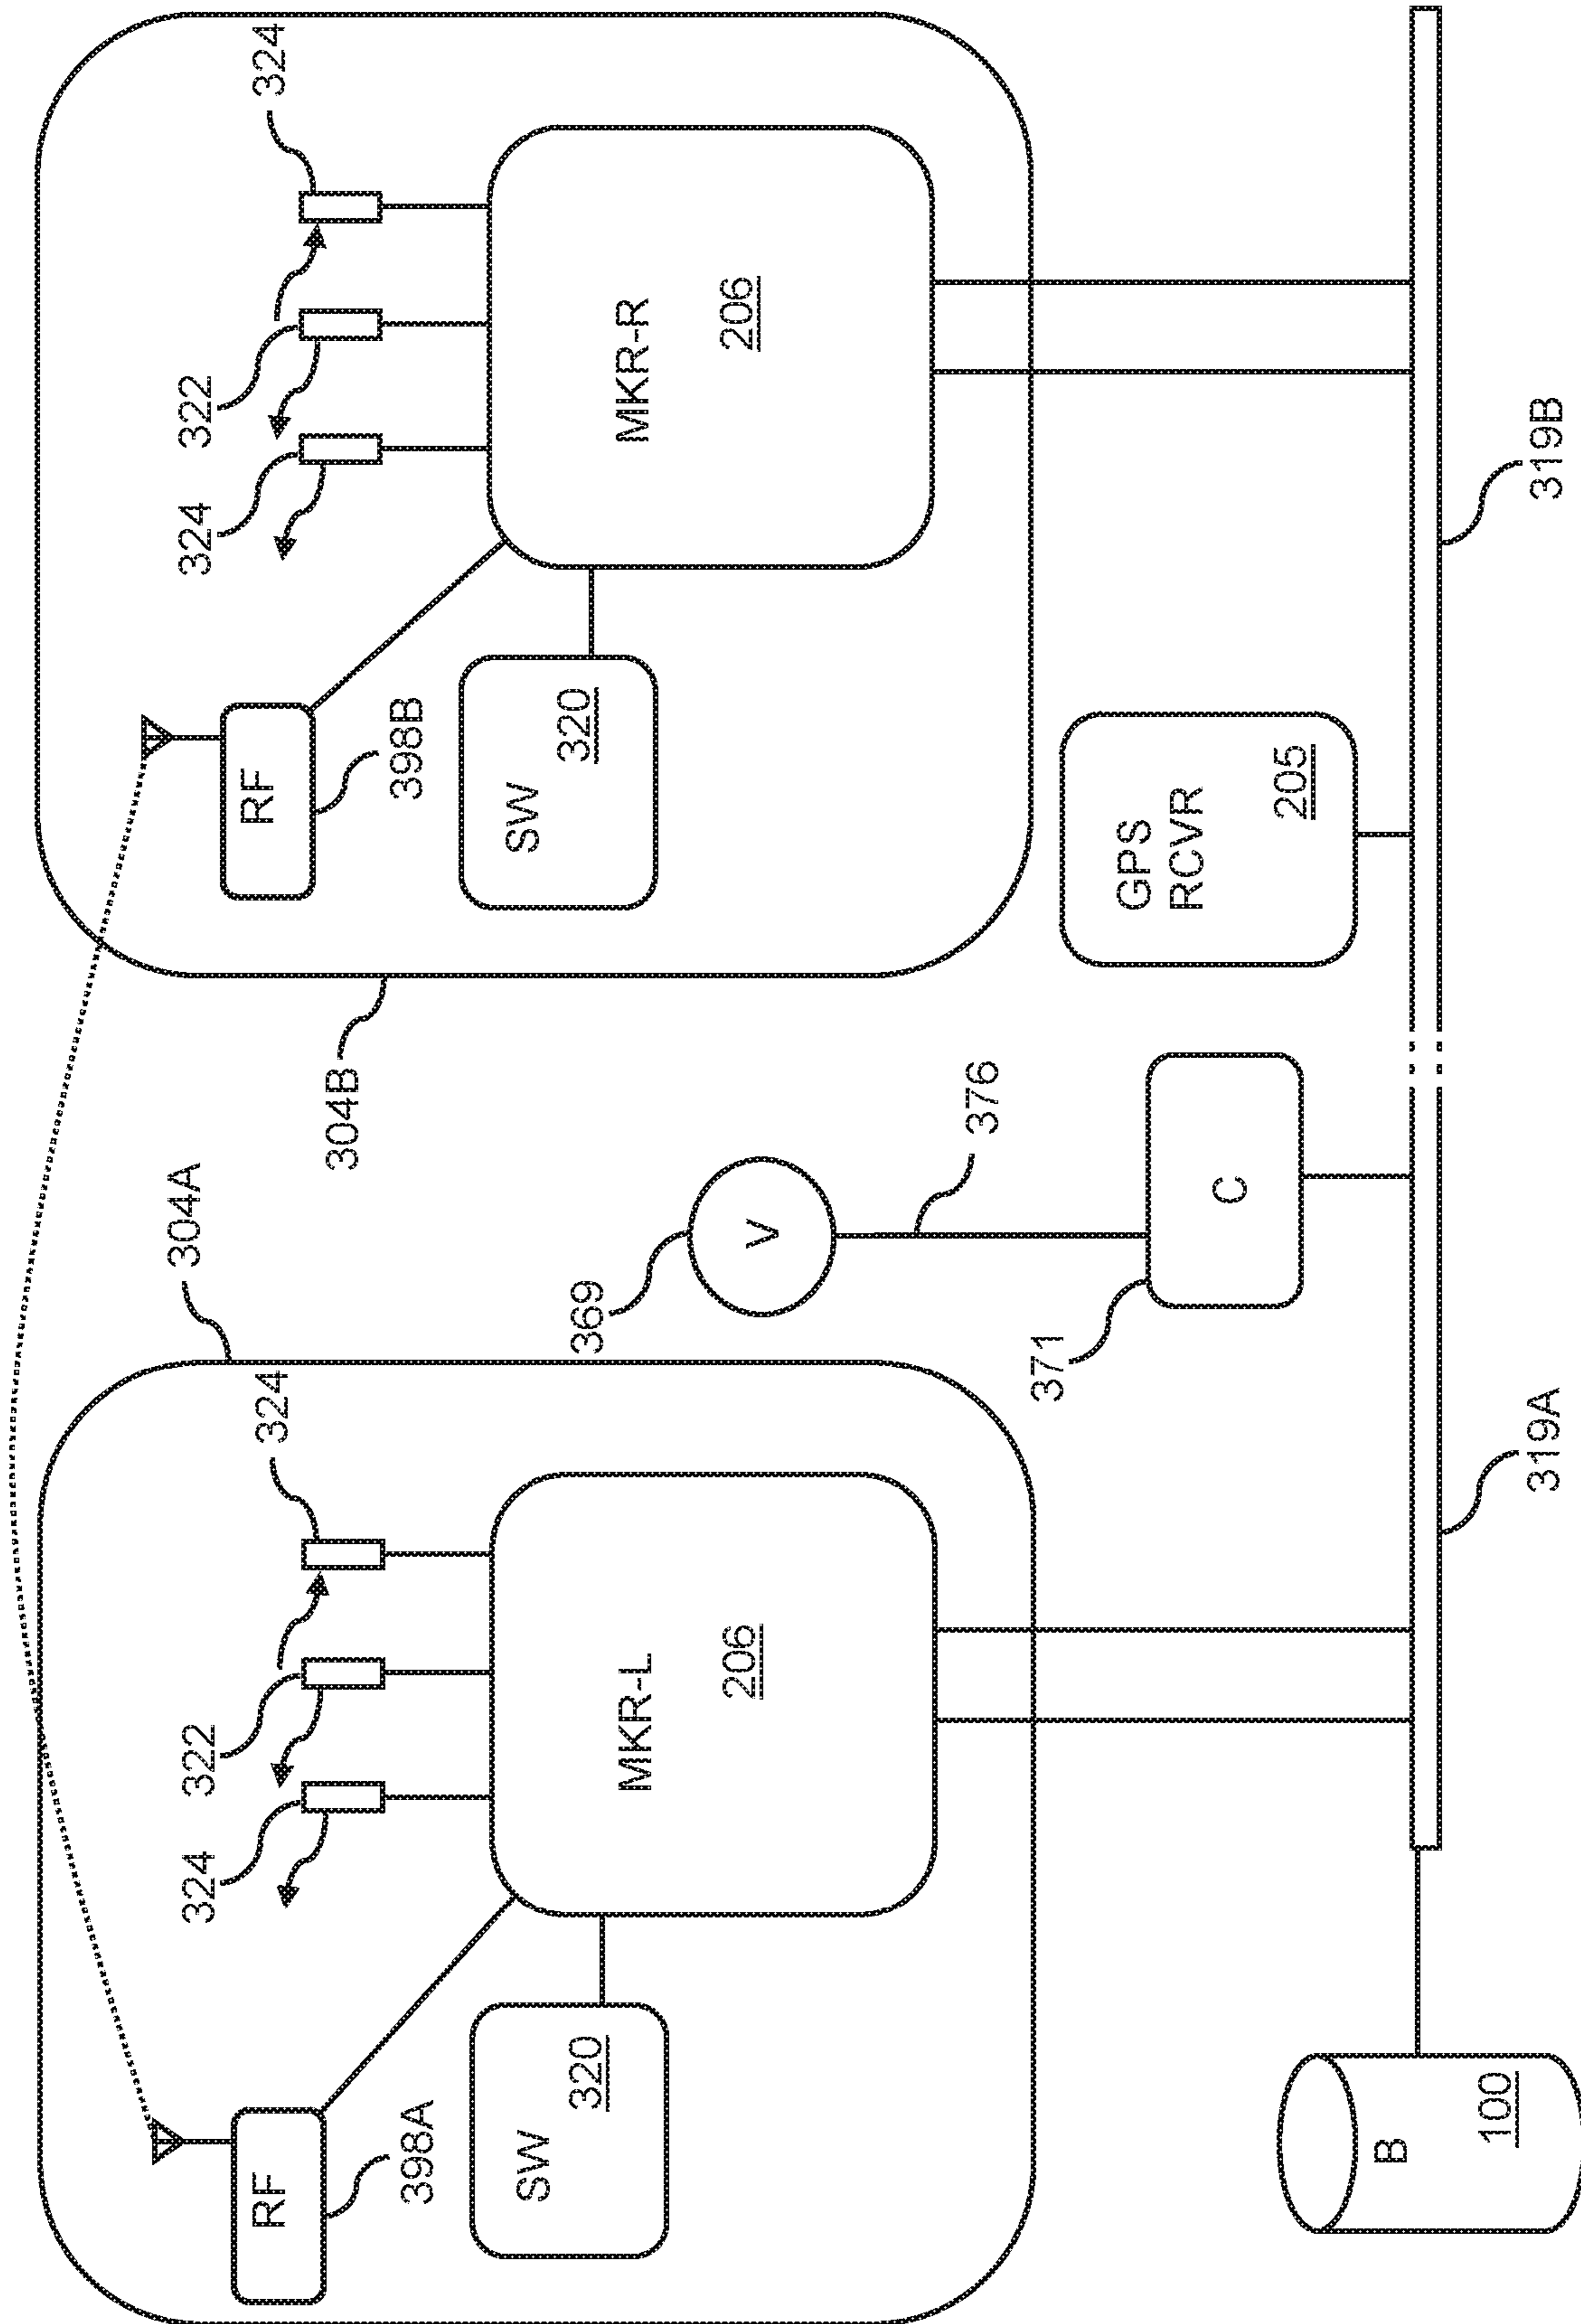 304A
304B
RF
398A
324
322
324
SW
320
MKR-L
206
RF
398B
324
322
324
SW
320
MKR-R
206
369
V
376
371
C
GPS
RCVR
205
B
100
319A
319B